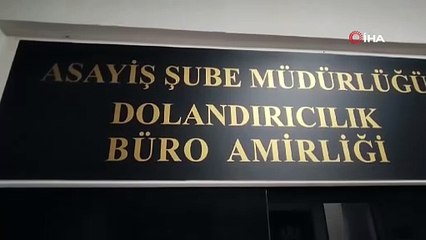 İHA
ASAYİŞ ŞUBE MÜDÜRLÜĞÜ
DOLANDIRICILIK
BÜRO AMİRLİĞİ